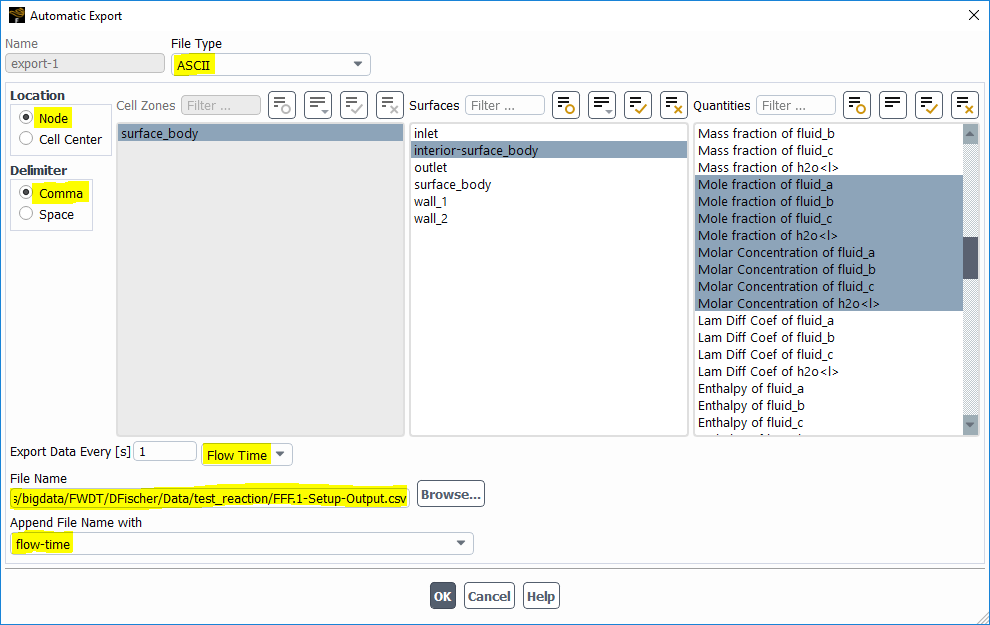 Automatic Export
Name
File Type
export-1
ASCII
Location
Node
Cell Center
Delimiter
Comma
Space
Cell Zones
Filter ...
surface_body
Surfaces
Filter ...
inlet
interior-surface_body
outlet
surface_body
wall_1
wall_2
Quantities
Filter ...
Mass fraction of fluid_b
Mass fraction of fluid_c
Mass fraction of h2o<l>
Mole fraction of fluid_a
Mole fraction of fluid_b
Mole fraction of fluid_c
Mole fraction of h2o<l>
Molar Concentration of fluid_a
Molar Concentration of fluid_b
Molar Concentration of fluid_c
Molar Concentration of h2o<l>
Lam Diff Coef of fluid_a
Lam Diff Coef of fluid_b
Lam Diff Coef of fluid_c
Lam Diff Coef of h2o<l>
Enthalpy of fluid_a
Enthalpy of fluid_b
Enthalpy of fluid_c
Export Data Every [s] 1 Flow Time
File Name
s/bigdata/FWDT/DFischer/Data/test_reaction/FFF.1-Setup-Output.csv
Browse...
Append File Name with
flow-time
OK Cancel Help